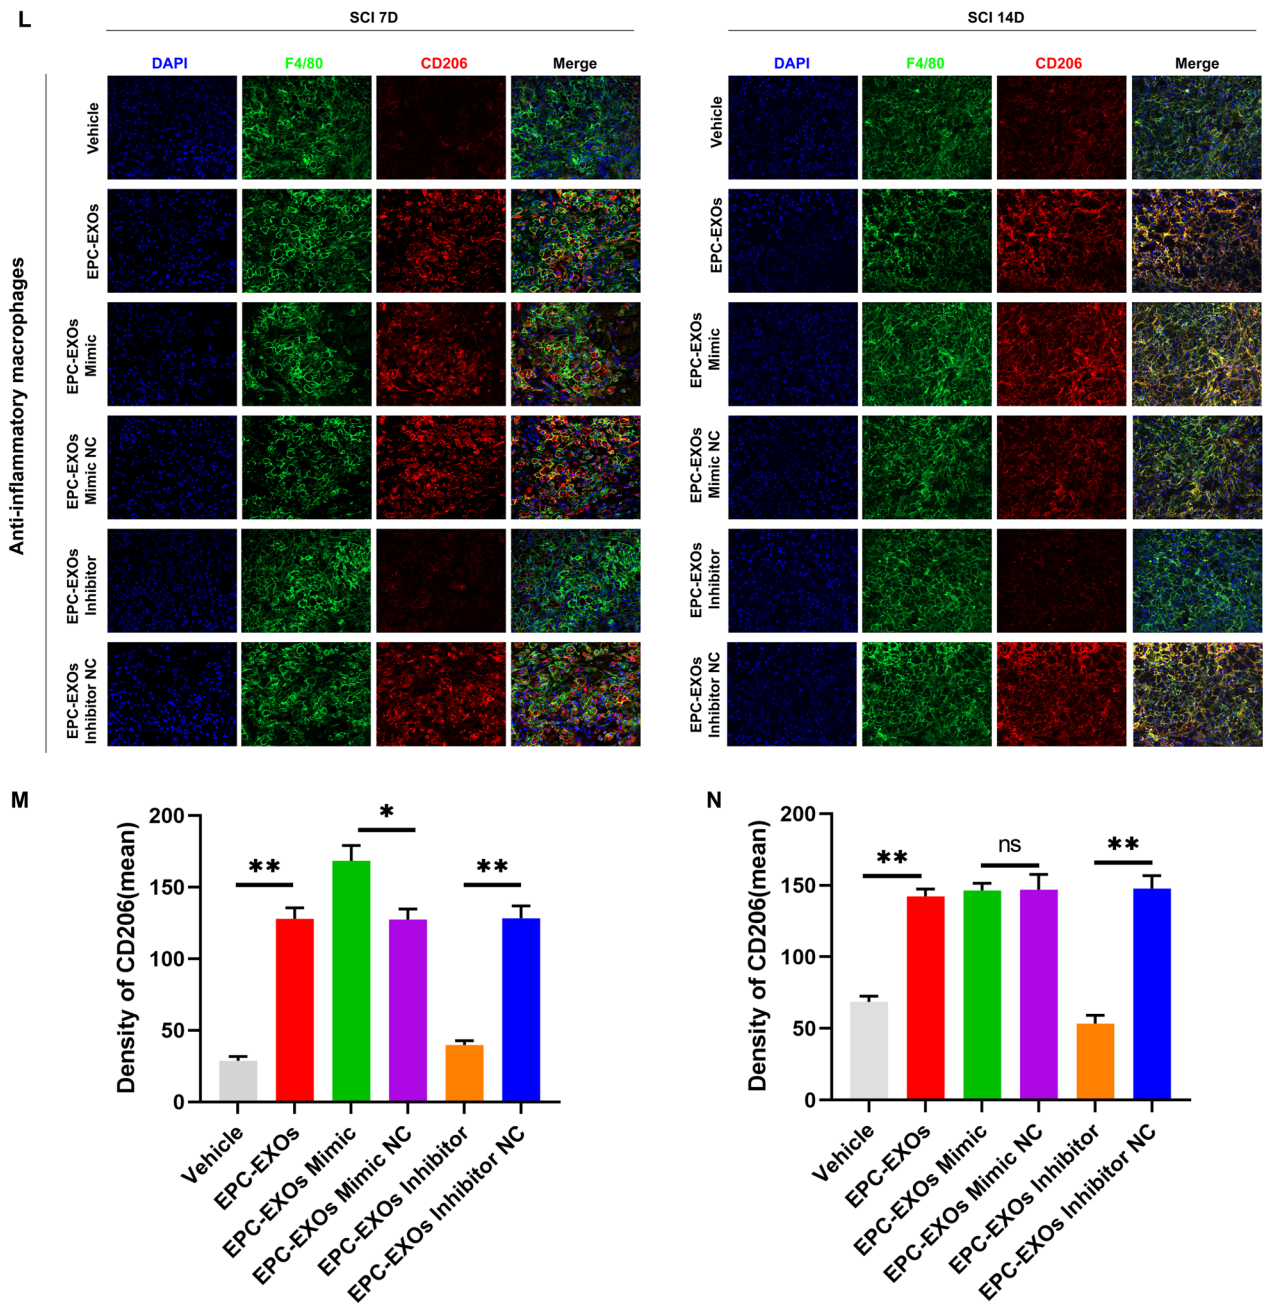 L
SCI 7D
SCI 14D
DAPI
F4/80
CD206
Merge
DAPI
F4/80
CD206
Merge
Anti-inflammatory macrophages
Vehicle
EPC-EXOs
EPC-EXOs
Mimic
EPC-EXOs
Mimic NC
EPC-EXOs
Inhibitor
EPC-EXOs
Inhibitor NC
Vehicle
EPC-EXOs
EPC-EXOs
Mimic
EPC-EXOs
Mimic NC
EPC-EXOs
Inhibitor
EPC-EXOs
Inhibitor NC
M
Density of CD206(mean)
200
150
100
50
0
**
*
**
Vehicle
EPC-EXOs
EPC-EXOs Mimic
EPC-EXOs Mimic NC
EPC-EXOs Inhibitor
EPC-EXOs Inhibitor NC
N
Density of CD206(mean)
200
150
100
50
0
**
ns
**
Vehicle
EPC-EXOs
EPC-EXOs Mimic
EPC-EXOs Mimic NC
EPC-EXOs Inhibitor
EPC-EXOs Inhibitor NC